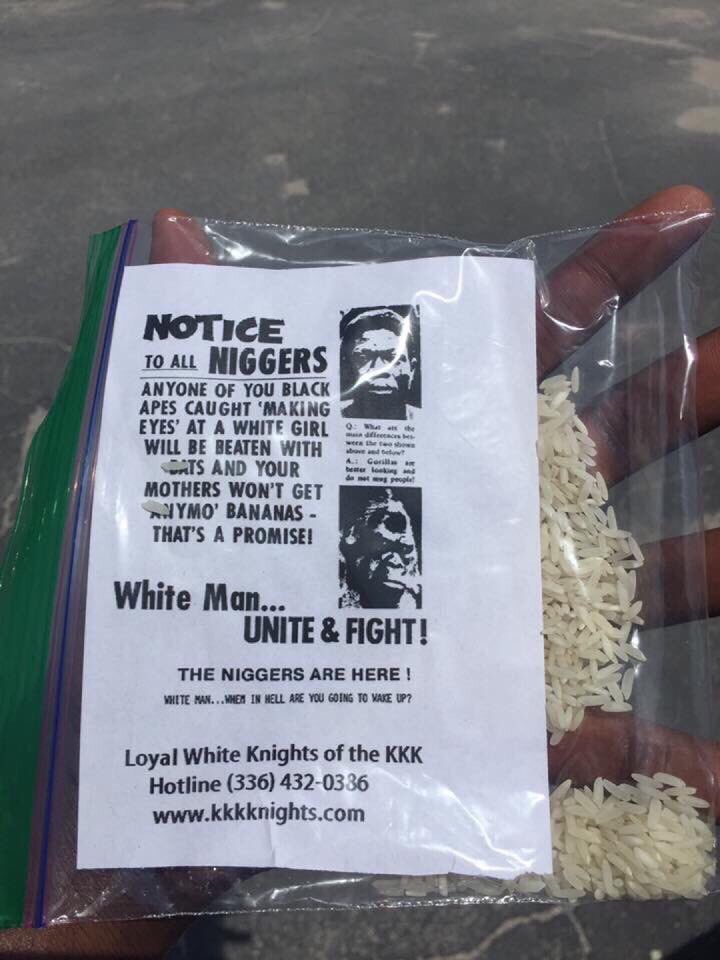 NOTICE
TO ALL NIGGERS
ANYONE OF YOU BLACK
APES CAUGHT 'MAKING
EYES' AT A WHITE GIRL
WILL BE BEATEN WITH
AND YOUR
MOTHERS WON'T GET
ANYMO' BANANAS -
THAT'S A PROMISE!
Q.: What are the
main differences bet-
ween the two shown
above and below?
A.: Gorillas are
better looking and
do not mug people!
White Man...
UNITE & FIGHT!
THE NIGGERS ARE HERE !
WHITE MAN...WHEN IN HELL ARE YOU GOING TO WAKE UP?
Loyal White Knights of the KKK
Hotline (336) 432-0386
www.kkkknights.com